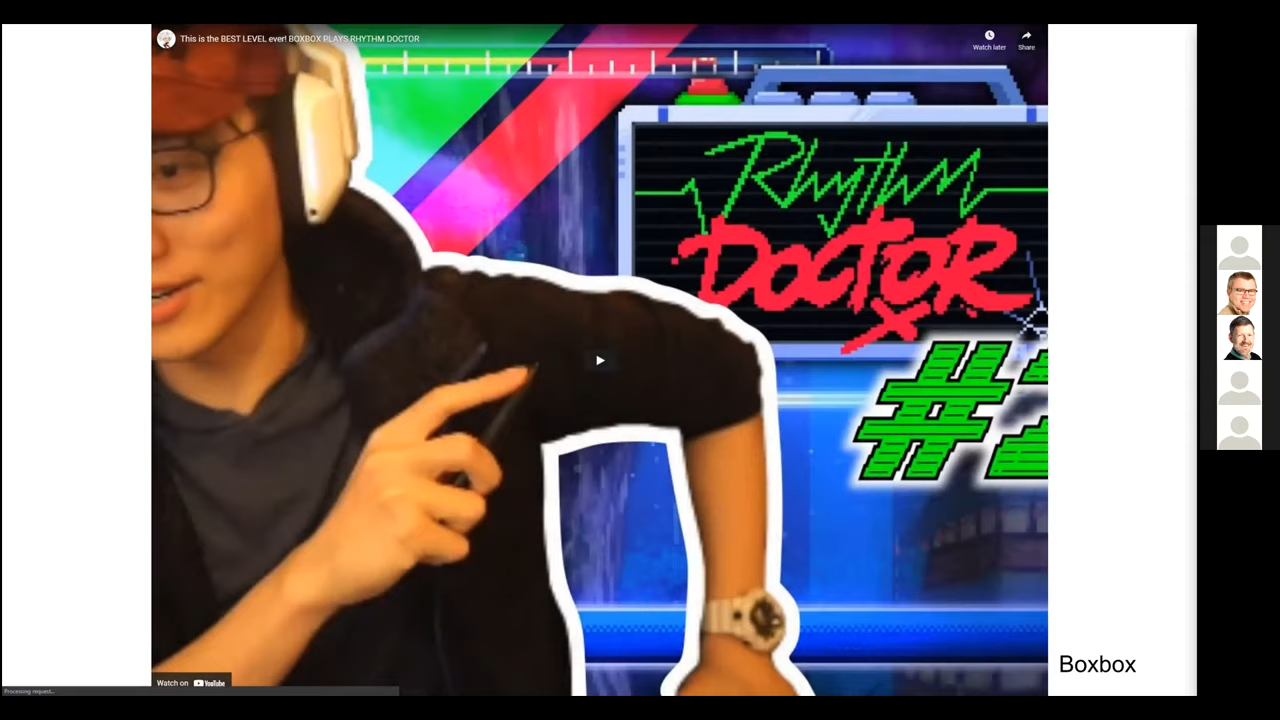 This is the BEST LEVEL ever! BOXBOX PLAYS RHYTHM DOCTOR
Watch later
Share
Rhythm
Doctor
#2
Watch on YouTube
Boxbox
Processing request...